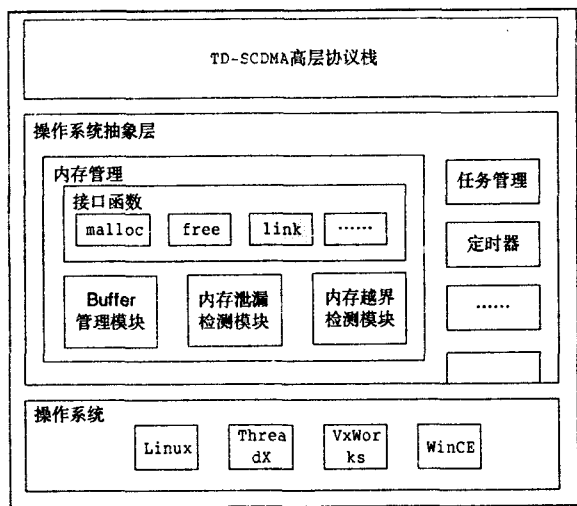 TD-SCDMA高层协议栈
操作系统抽象层
内存管理
接口函数
malloc
free
link
……
Buffer
管理模块
内存泄漏
检测模块
内存越界
检测模块
任务管理
定时器
……
操作系统
Linux
Threa
dX
VxWor
ks
WinCE